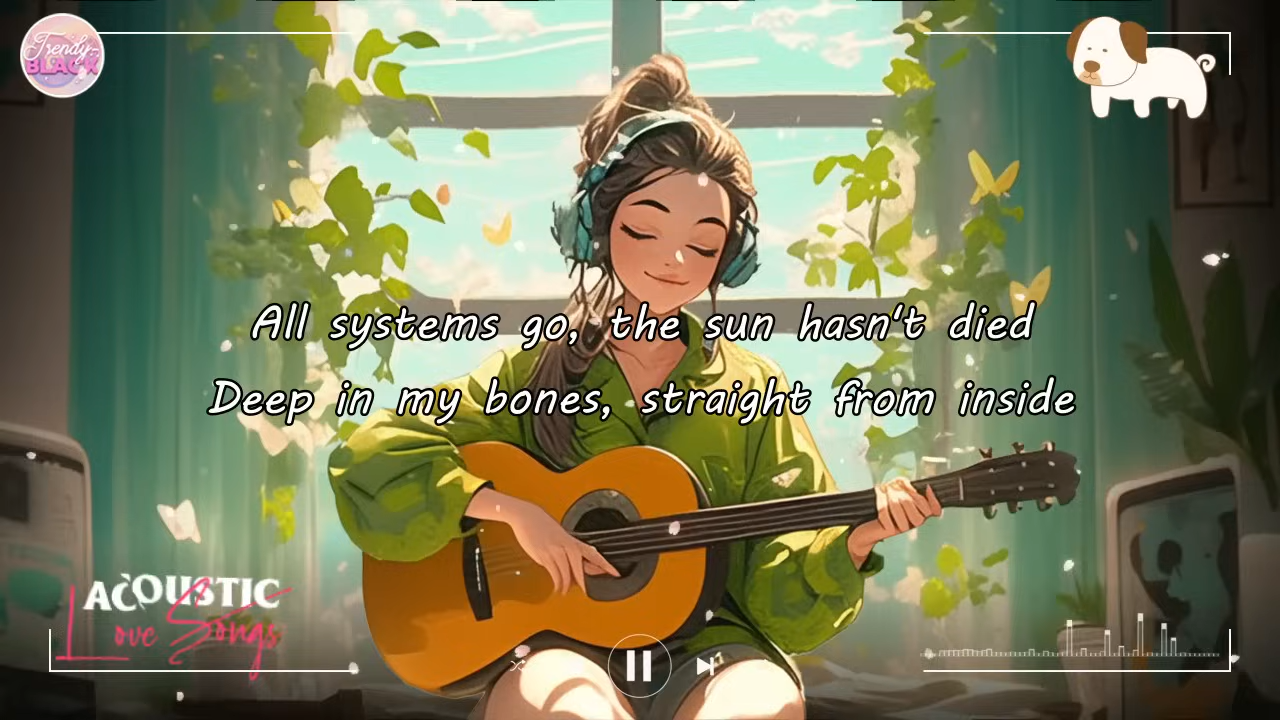 Trendy-
BLACK
All systems go, the sun hasn't died
Deep in my bones, straight from inside
ACOUSTIC
Love Songs